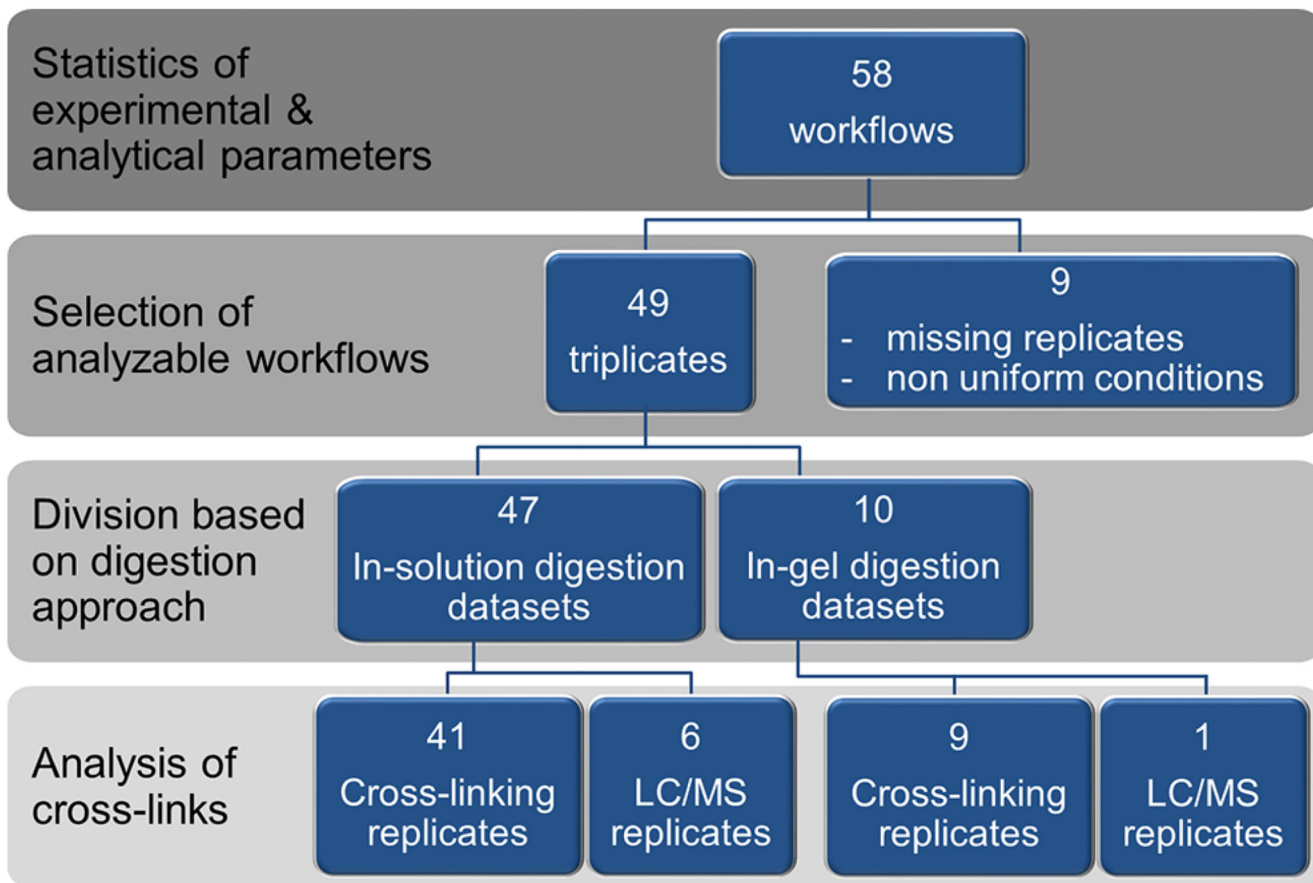 Statistics of
experimental &
analytical parameters
58
workflows
Selection of
analyzable workflows
49
triplicates
9
- missing replicates
- non uniform conditions
Division based
on digestion
approach
47
In-solution digestion
datasets
10
In-gel digestion
datasets
Analysis of
cross-links
41
Cross-linking
replicates
6
LC/MS
replicates
9
Cross-linking
replicates
1
LC/MS
replicates